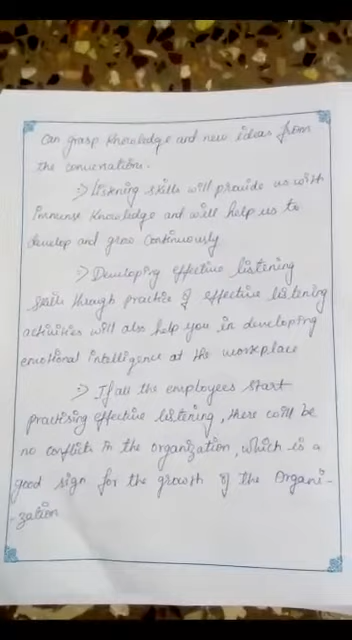 can grasp knowledge and new ideas from
the conversation.
:> Listening skills will provide us with
immense knowledge and will help us to
develop and grow continuously
:> Developing effective listening
skills through practice of effective listening
activities will also help you in developing
emotional intelligence at the workplace
:> If all the employees start
practising effective listening, there will be
no conflicts in the organization, which is a
good sign for the growth of the Organi-
-zation